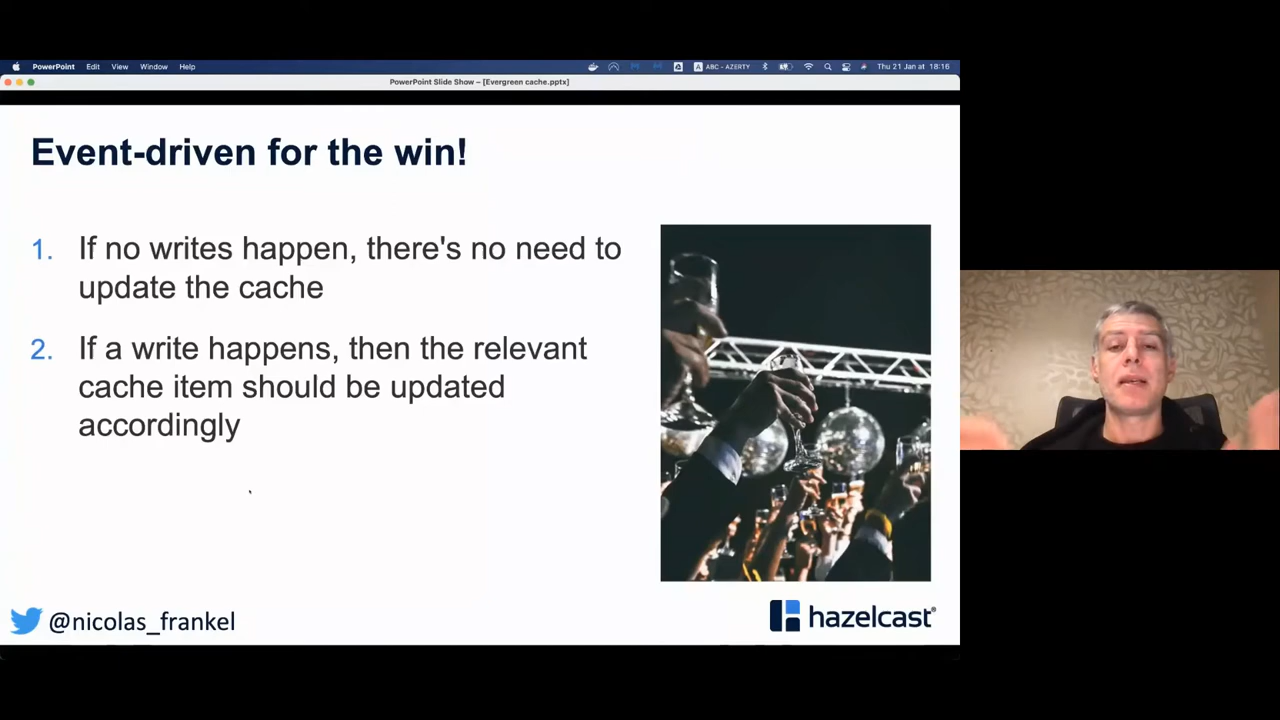 PowerPoint Edit View Window Help ABC - AZERTY Thu 21 Jan at 18:16
PowerPoint Slide Show – [Evergreen cache.pptx]
Event-driven for the win!
1. If no writes happen, there's no need to
update the cache
2. If a write happens, then the relevant
cache item should be updated
accordingly
@nicolas_frankel
hazelcast®